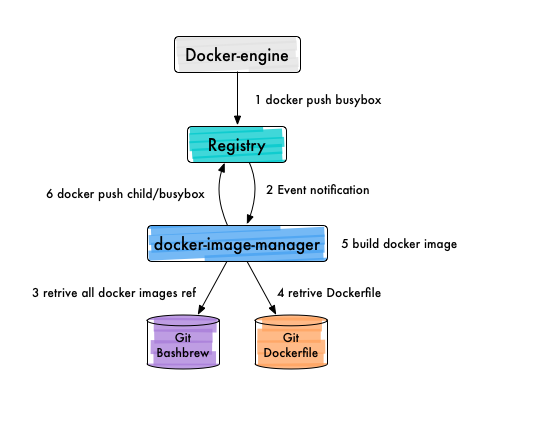 Docker-engine
1 docker push busybox
Registry
6 docker push child/busybox
2 Event notification
docker-image-manager
5 build docker image
3 retrive all docker images ref
4 retrive Dockerfile
Git
Bashbrew
Git
Dockerfile